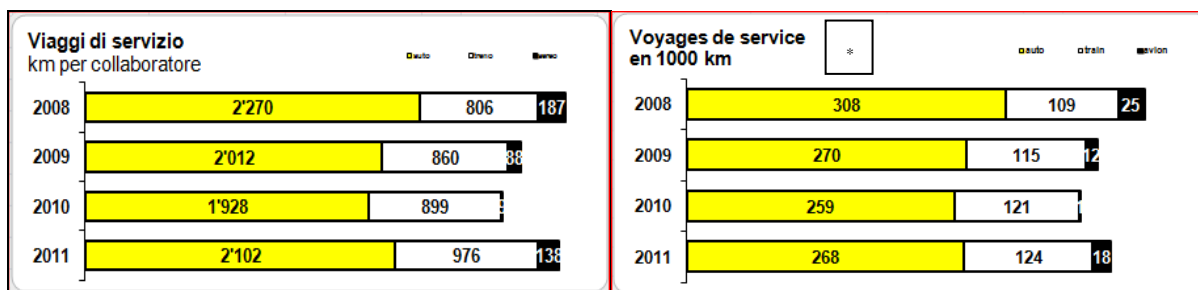 Viaggi di servizio
km per collaboratore
auto treno aereo
2008 2'270 806 187
2009 2'012 860 88
2010 1'928 899
2011 2'102 976 138
Voyages de service
en 1000 km *
auto train avion
2008 308 109 25
2009 270 115 12
2010 259 121 1
2011 268 124 18